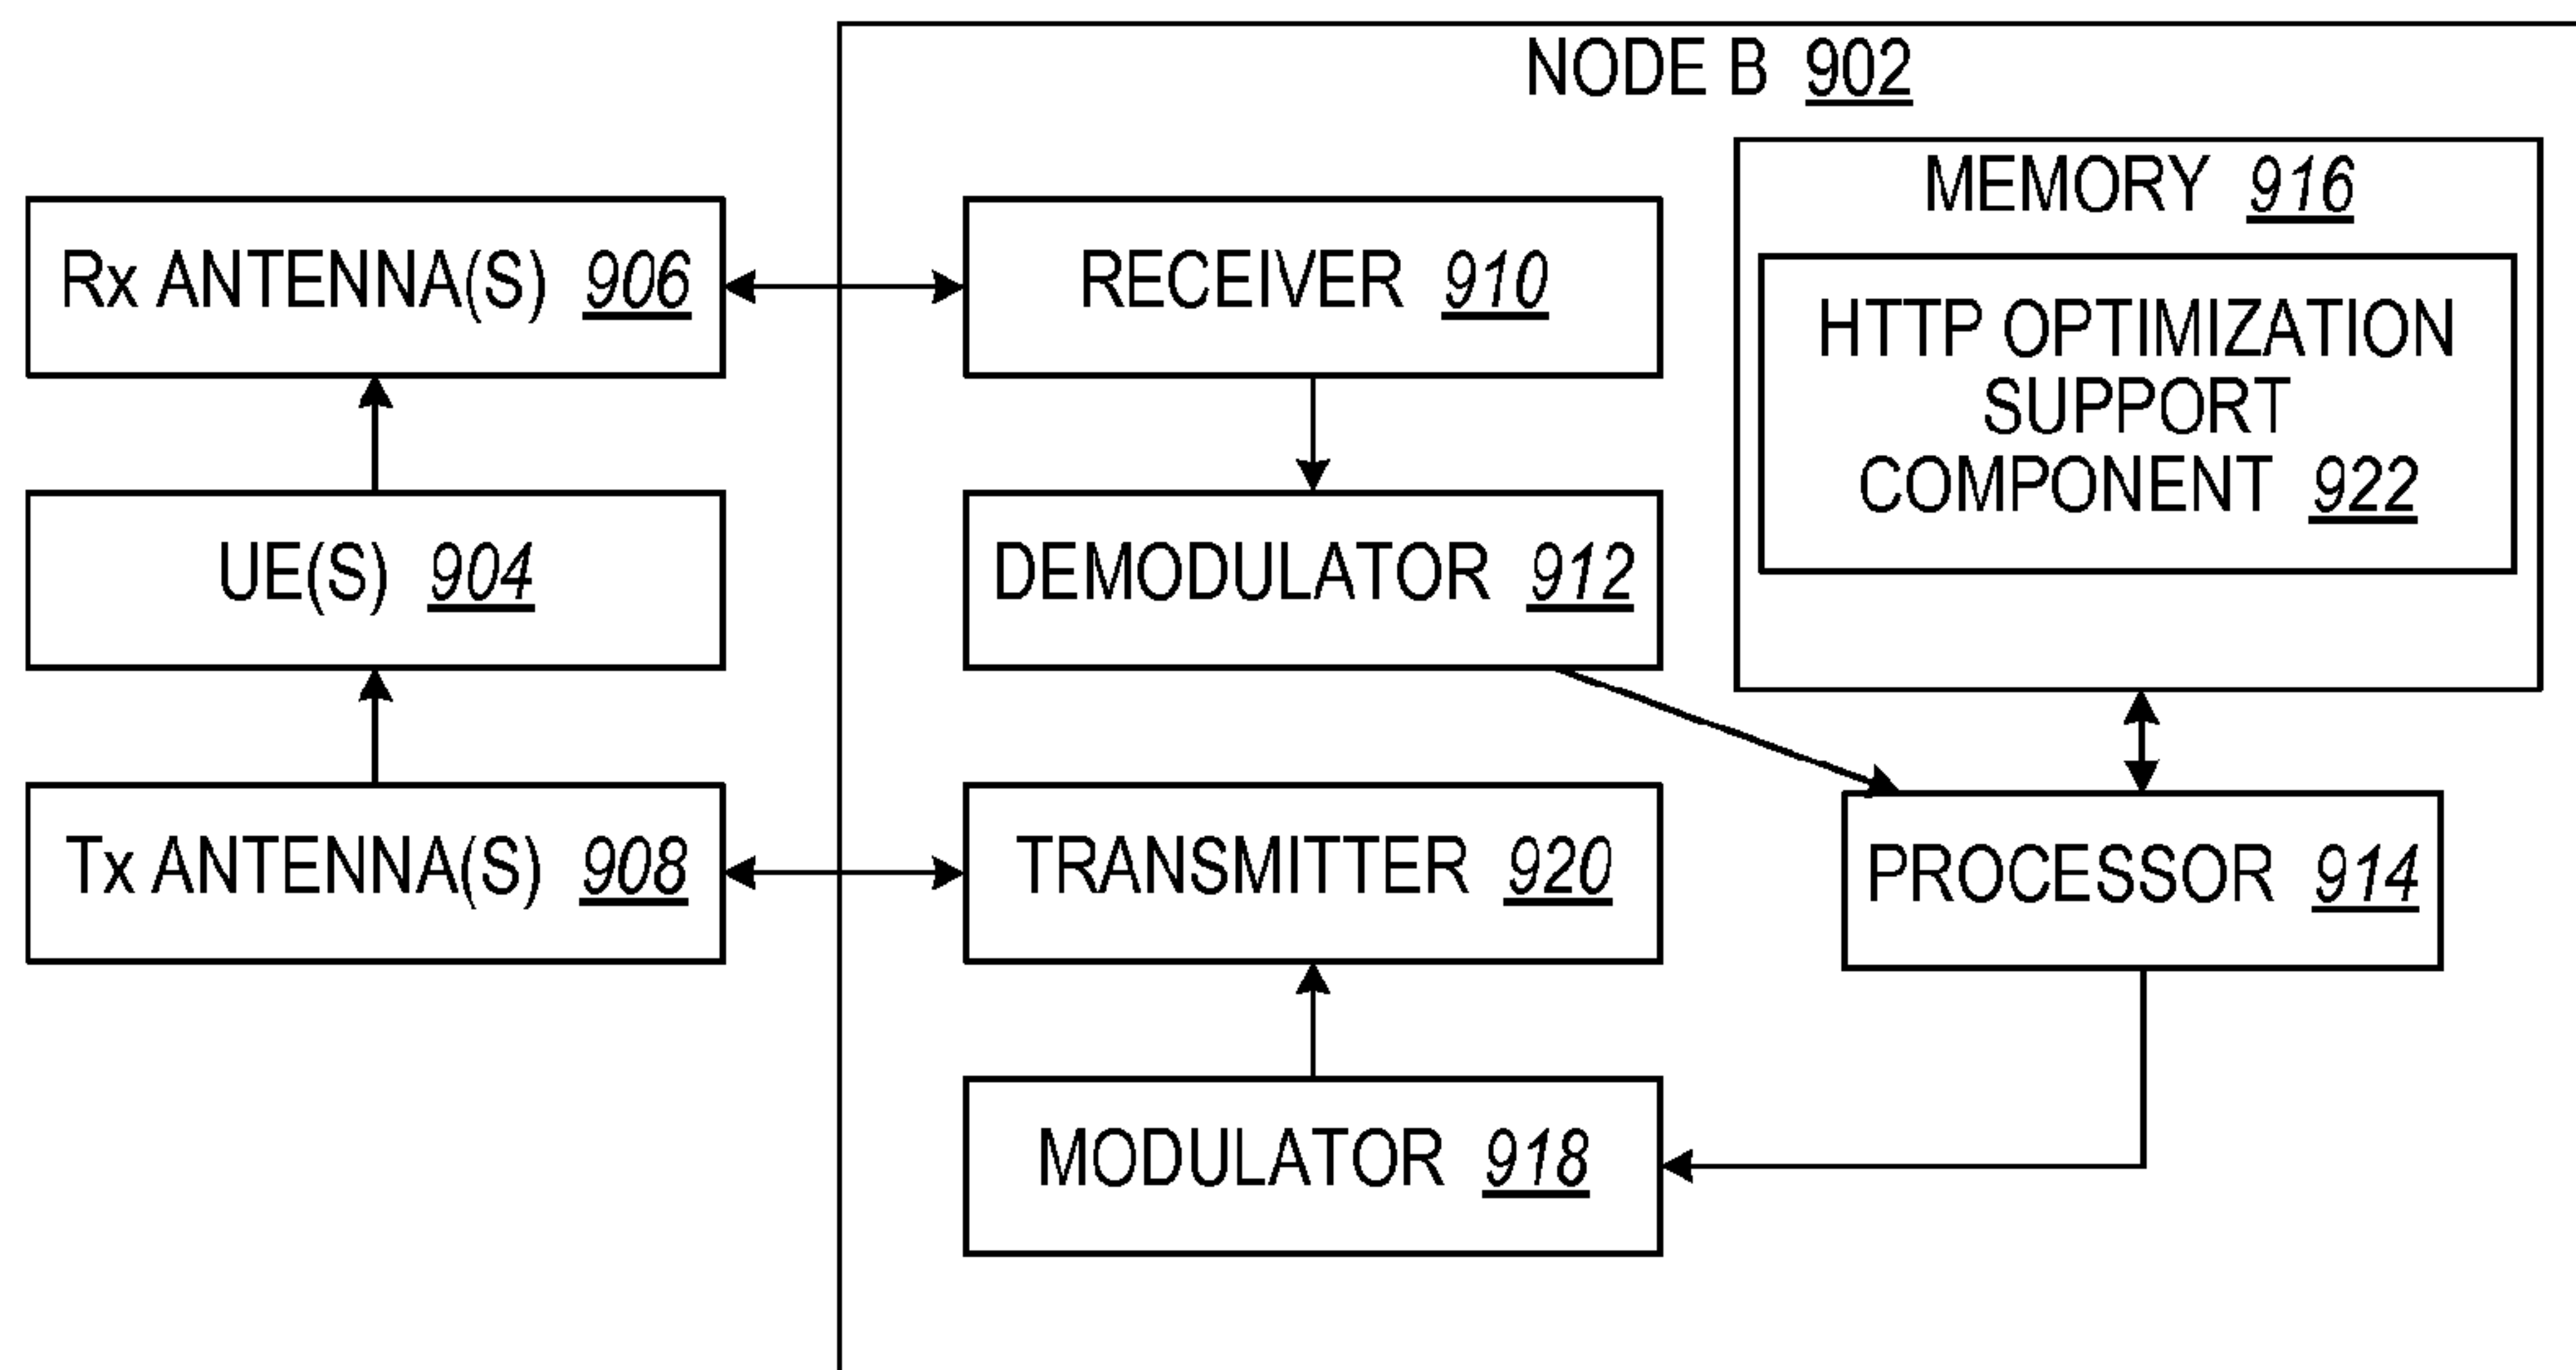 NODE B 902
MEMORY 916
HTTP OPTIMIZATION
SUPPORT
COMPONENT 922
Rx ANTENNA(S) 906
RECEIVER 910
UE(S) 904
DEMODULATOR 912
Tx ANTENNA(S) 908
TRANSMITTER 920
PROCESSOR 914
MODULATOR 918